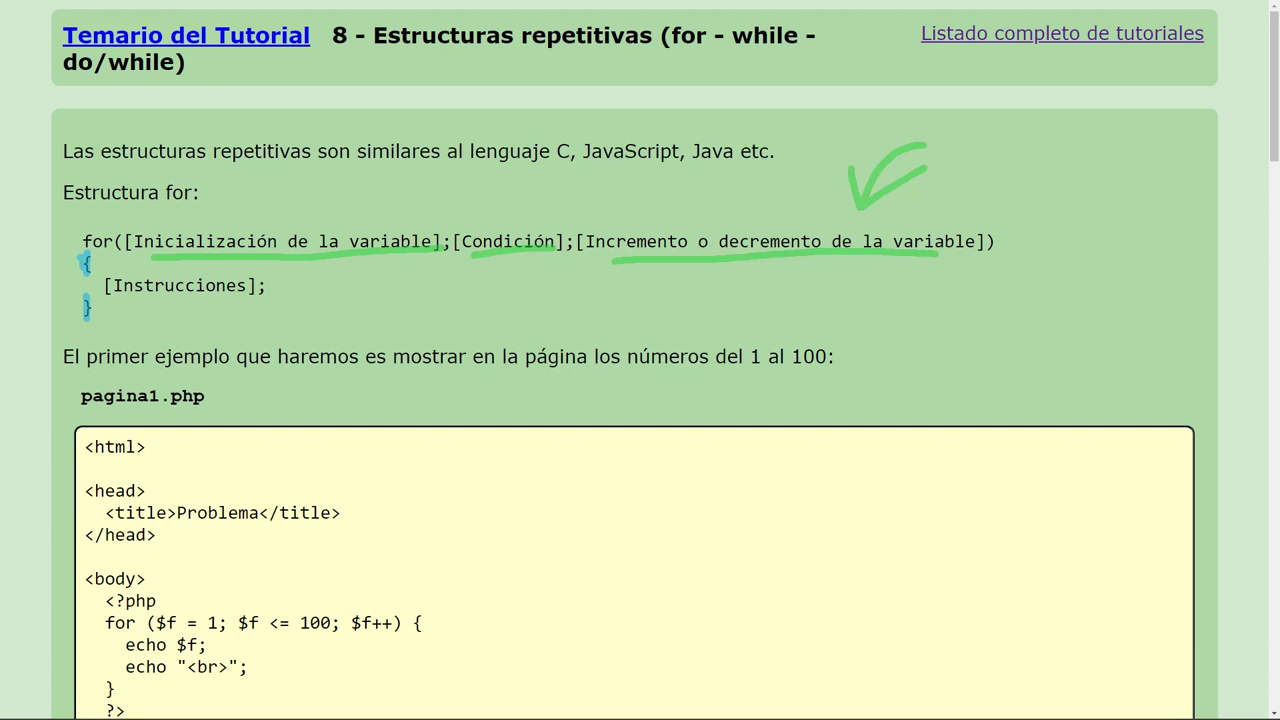 Temario del Tutorial   8 - Estructuras repetitivas (for - while -
do/while)
Listado completo de tutoriales
Las estructuras repetitivas son similares al lenguaje C, JavaScript, Java etc.
Estructura for:
for([Inicialización de la variable];[Condición];[Incremento o decremento de la variable])
{
  [Instrucciones];
}
El primer ejemplo que haremos es mostrar en la página los números del 1 al 100:
pagina1.php
<html>
<head>
  <title>Problema</title>
</head>
<body>
  <?php
  for ($f = 1; $f <= 100; $f++) {
    echo $f;
    echo "<br>";
  }
  ?>